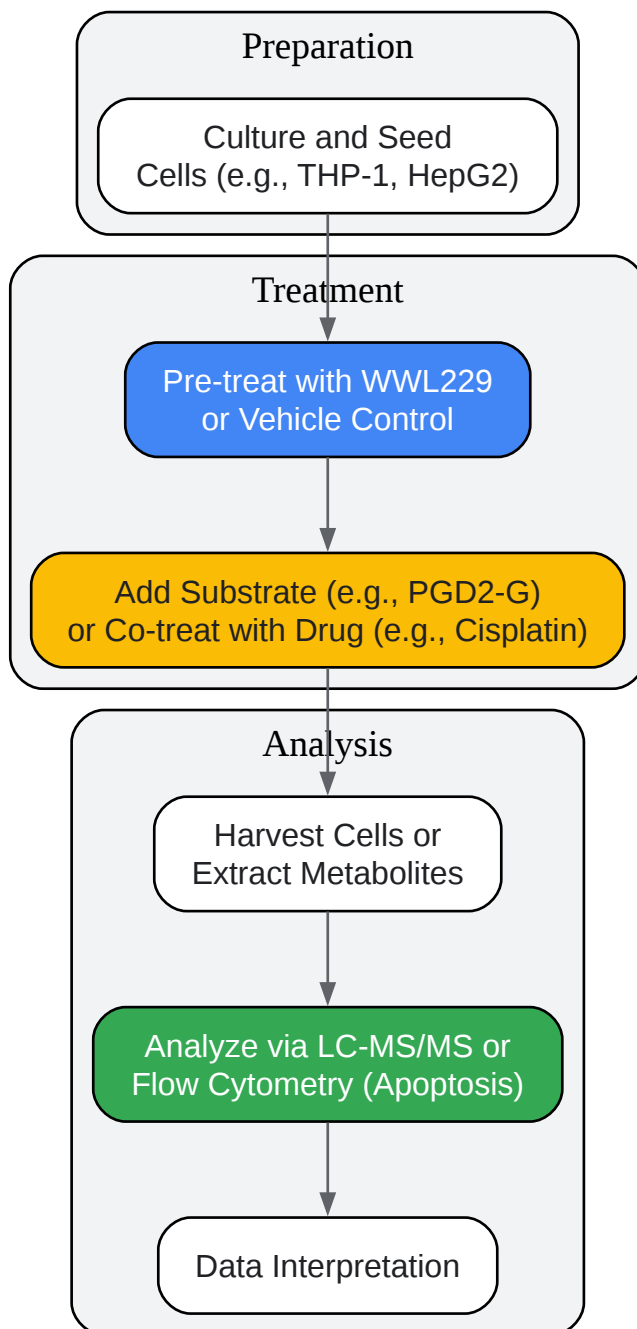 Preparation
Culture and Seed
Cells (e.g., THP-1, HepG2)
Treatment
Pre-treat with WWL229
or Vehicle Control
Add Substrate (e.g., PGD2-G)
or Co-treat with Drug (e.g., Cisplatin)
Analysis
Harvest Cells or
Extract Metabolites
Analyze via LC-MS/MS or
Flow Cytometry (Apoptosis)
Data Interpretation